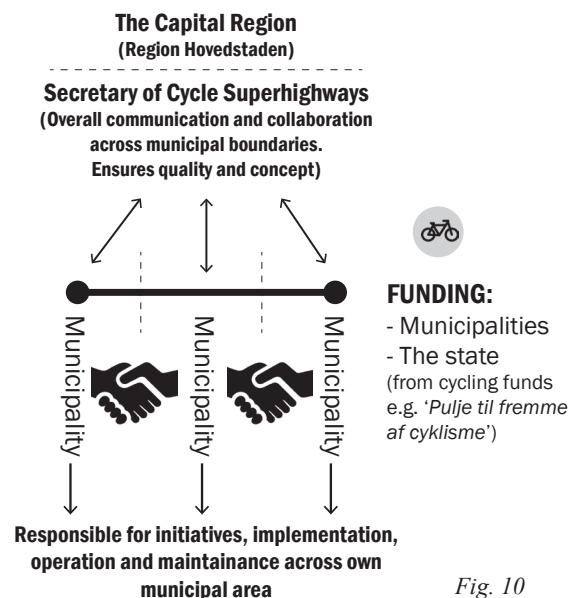 The Capital Region
(Region Hovedstaden)
Secretary of Cycle Superhighways
(Overall communication and collaboration
across municipal boundaries.
Ensures quality and concept)
Municipality
Municipality
Municipality
FUNDING:
- Municipalities
- The state
(from cycling funds
e.g. ‘Pulje til fremme
af cyklisme’)
Responsible for initiatives, implementation,
operation and maintainance across own
municipal area
Fig. 10